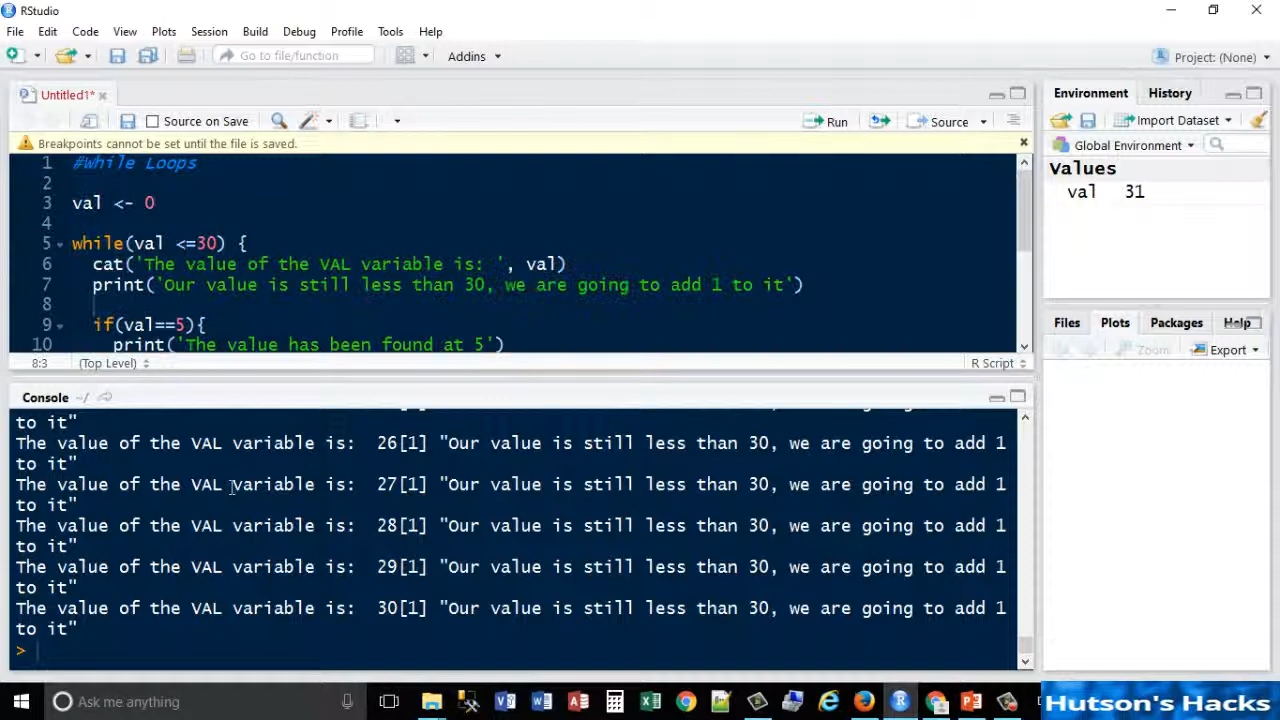 RStudio
File Edit Code View Plots Session Build Debug Profile Tools Help
Go to file/function Addins Project: (None)
Untitled1*
Source on Save Run Source
Breakpoints cannot be set until the file is saved.
1 #While Loops
2
3 val <- 0
4
5 while(val <=30) {
6 cat('The value of the VAL variable is: ', val)
7 print('Our value is still less than 30, we are going to add 1 to it')
8
9 if(val==5){
10 print('The value has been found at 5')
8:3 (Top Level) R Script
Console ~/
to it"
The value of the VAL variable is:  26[1] "Our value is still less than 30, we are going to add 1
to it"
The value of the VAL variable is:  27[1] "Our value is still less than 30, we are going to add 1
to it"
The value of the VAL variable is:  28[1] "Our value is still less than 30, we are going to add 1
to it"
The value of the VAL variable is:  29[1] "Our value is still less than 30, we are going to add 1
to it"
The value of the VAL variable is:  30[1] "Our value is still less than 30, we are going to add 1
to it"
>
Environment History
Import Dataset
Global Environment
Values
val 31
Files Plots Packages Help
Zoom Export
Ask me anything
Hutson's Hacks